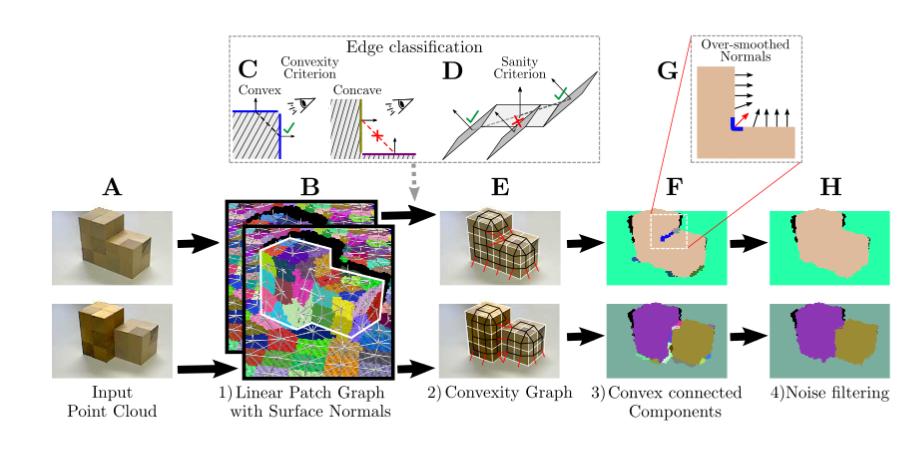 Edge classification
C
Convexity
Criterion
Convex
Concave
D
Sanity
Criterion
G
Over-smoothed
Normals
A
B
E
F
H
Input
Point Cloud
1) Linear Patch Graph
with Surface Normals
2) Convexity Graph
3) Convex connected
Components
4)Noise filtering